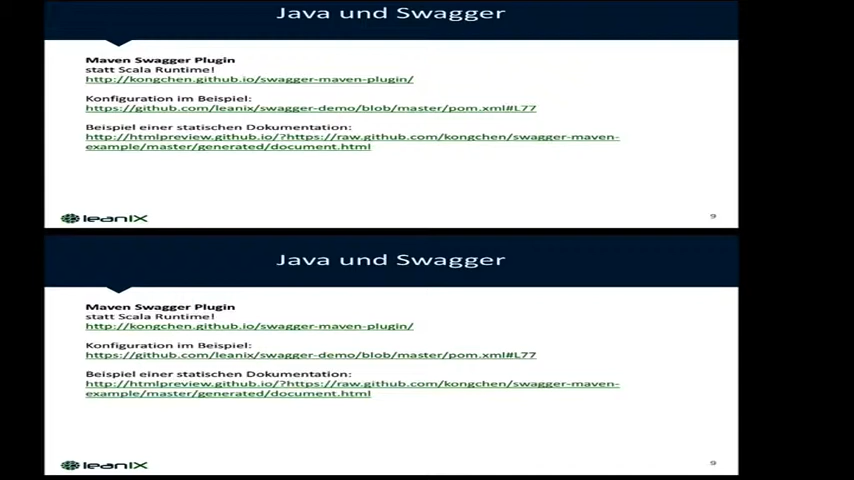 Java und Swagger
Maven Swagger Plugin
statt Scala Runtime!
http://kongchen.github.io/swagger-maven-plugin/
Konfiguration im Beispiel:
https://github.com/leanix/swagger-demo/blob/master/pom.xml#L77
Beispiel einer statischen Dokumentation:
http://htmlpreview.github.io/?https://raw.github.com/kongchen/swagger-maven-
example/master/generated/document.html
leanIX
9
Java und Swagger
Maven Swagger Plugin
statt Scala Runtime!
http://kongchen.github.io/swagger-maven-plugin/
Konfiguration im Beispiel:
https://github.com/leanix/swagger-demo/blob/master/pom.xml#L77
Beispiel einer statischen Dokumentation:
http://htmlpreview.github.io/?https://raw.github.com/kongchen/swagger-maven-
example/master/generated/document.html
leanIX
9